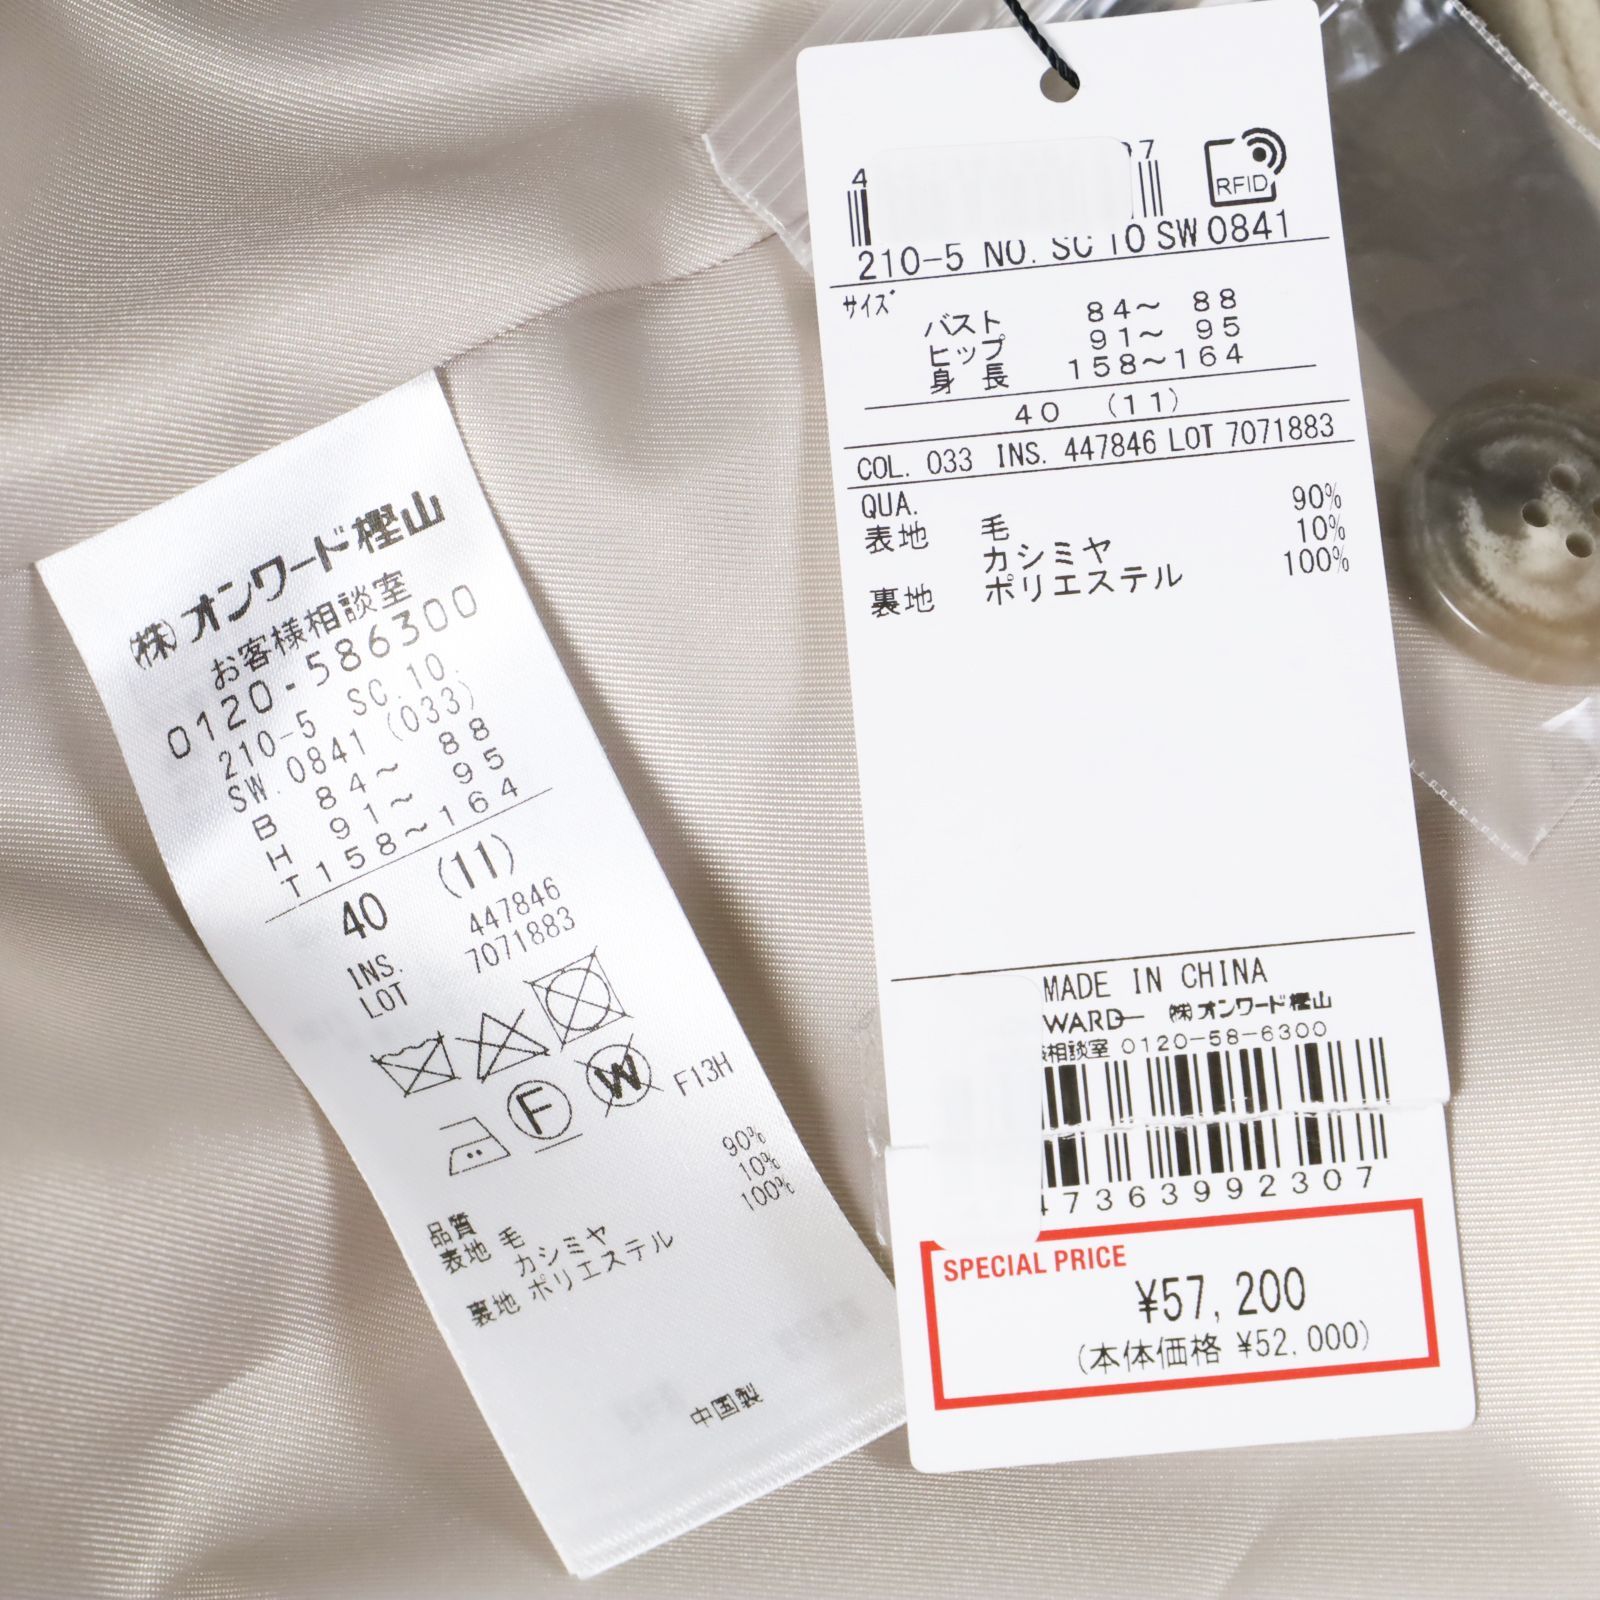 ㈱オンワード樫山
お客様相談室
0120-586300
210-5 SC.10.
SW.0841(033)
B 84~ 88
H 91~ 95
T158~164
40 (11)
INS. 447846
LOT 7071883
F
W F13H
品質
表地 毛 90%
カシミヤ 10%
裏地 ポリエステル 100%
中国製
4
7
RFID
210-5 NO. SC 10 SW 0841
サイズ
バスト 84~ 88
ヒップ 91~ 95
身長 158~164
40 (11)
COL. 033 INS. 447846 LOT 7071883
QUA.
表地 毛 90%
カシミヤ 10%
裏地 ポリエステル 100%
MADE IN CHINA
WARD ㈱オンワード樫山
相談室 0120-58-6300
47363992307
SPECIAL PRICE
¥57,200
(本体価格 ¥52,000)